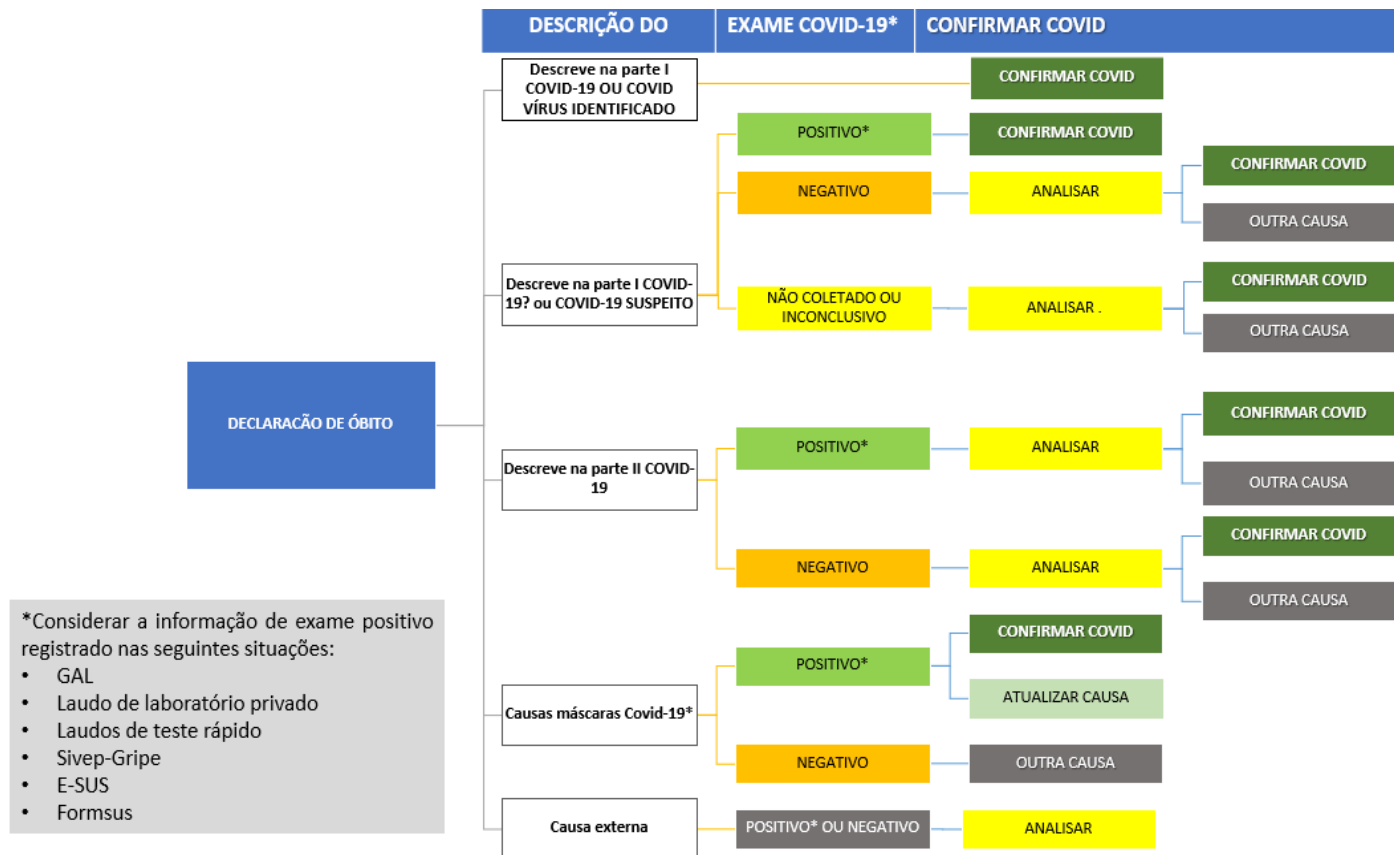 DESCRIÇÃO DO
EXAME COVID-19*
CONFIRMAR COVID
Descreve na parte I
COVID-19 OU COVID
VÍRUS IDENTIFICADO
CONFIRMAR COVID
POSITIVO*
CONFIRMAR COVID
NEGATIVO
ANALISAR
CONFIRMAR COVID
OUTRA CAUSA
Descreve na parte I COVID-
19? ou COVID-19 SUSPEITO
NÃO COLETADO OU
INCONCLUSIVO
ANALISAR .
CONFIRMAR COVID
OUTRA CAUSA
DECLARACÃO DE ÓBITO
Descreve na parte II COVID-
19
POSITIVO*
ANALISAR
CONFIRMAR COVID
OUTRA CAUSA
NEGATIVO
ANALISAR
CONFIRMAR COVID
OUTRA CAUSA
Causas máscaras Covid-19*
POSITIVO*
CONFIRMAR COVID
ATUALIZAR CAUSA
NEGATIVO
OUTRA CAUSA
Causa externa
POSITIVO* OU NEGATIVO
ANALISAR
*Considerar a informação de exame positivo
registrado nas seguintes situações:
• GAL
• Laudo de laboratório privado
• Laudos de teste rápido
• Sivep-Gripe
• E-SUS
• Formsus